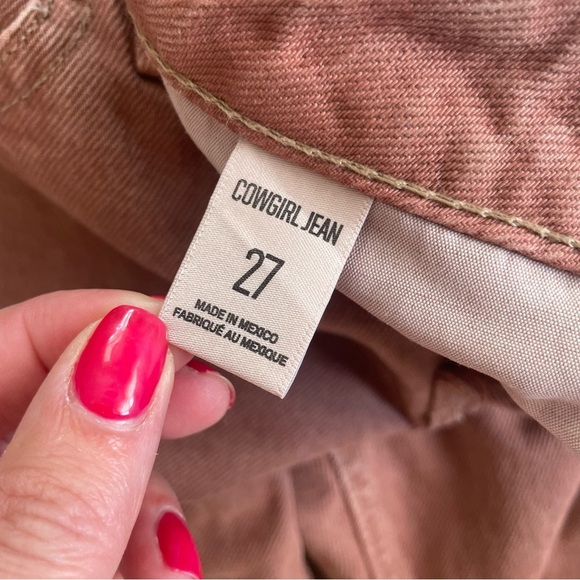 COWGIRL JEAN
27
MADE IN MEXICO
FABRIQUÉ AU MEXIQUE